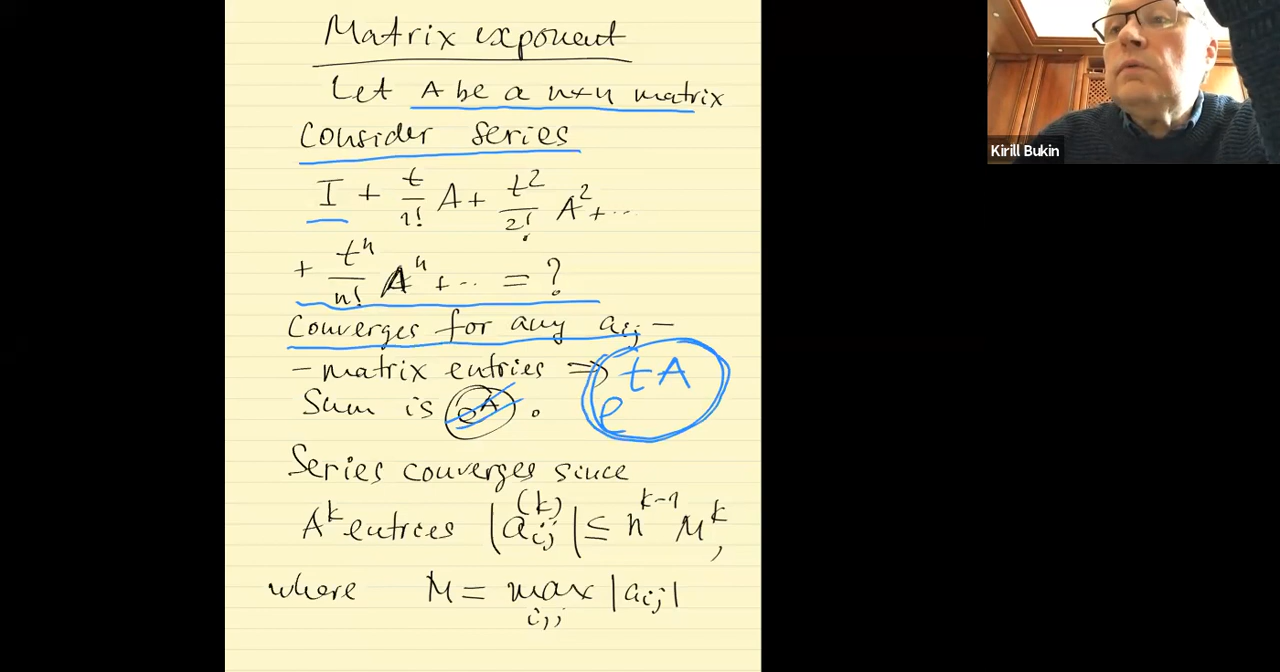 Matrix exponent
Let A be a n×n matrix
Consider series
I + t/1! A + t²/2! A² + ...
+ tⁿ/n! Aⁿ + ... = ?
Converges for any aij –
– matrix entries ⇒ e^tA
Sum is e^A .
Series converges since
A^k entries |aij^(k)| ≤ n^(k-1) M^k,
where M = max |aij|
i,j
Kirill Bukin